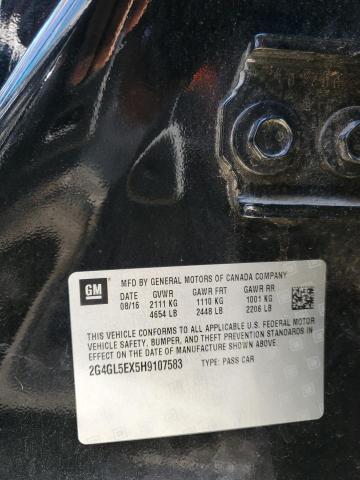 GM
MFD BY GENERAL MOTORS OF CANADA COMPANY
DATE GVWR GAWR FRT GAWR RR
08/16 2111 KG 1110 KG 1001 KG
4654 LB 2448 LB 2206 LB
THIS VEHICLE CONFORMS TO ALL APPLICABLE U.S. FEDERAL MOTOR
VEHICLE SAFETY, BUMPER, AND THEFT PREVENTION STANDARDS IN
EFFECT ON THE DATE OF MANUFACTURE SHOWN ABOVE.
2G4GL5EX5H9107583 TYPE: PASS CAR